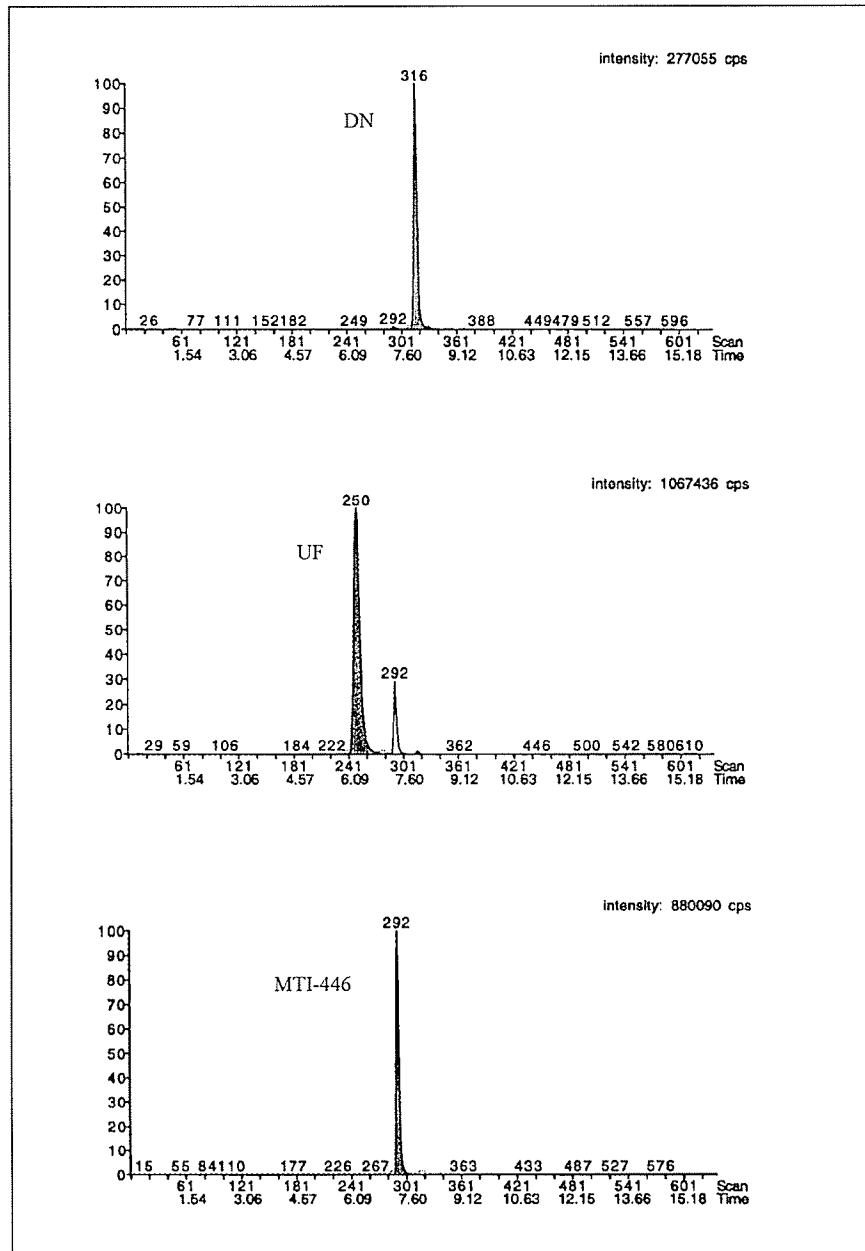 intensity: 277055 cps
316
100
DN
90
80
70
60
50
40
30
20
10
26 77 111 152182 249 292 388 449479 512 557 596
0
61 121 181 241 301 361 421 481 541 601 Scan
1.54 3.06 4.57 6.09 7.60 9.12 10.63 12.15 13.66 15.18 Time
intensity: 1067436 cps
250
100
90
UF
80
70
60
50
40
292
30
20
10
29 59 106 184 222 362 446 500 542 580610
0
61 121 181 241 301 361 421 481 541 601 Scan
1.54 3.06 4.57 6.09 7.60 9.12 10.63 12.15 13.66 15.18 Time
intensity: 880090 cps
292
100
90
80
MTI-446
70
60
50
40
30
20
10
15 55 84110 177 226 267 363 433 487 527 576
0
61 121 181 241 301 361 421 481 541 601 Scan
1.54 3.06 4.57 6.09 7.60 9.12 10.63 12.15 13.66 15.18 Time